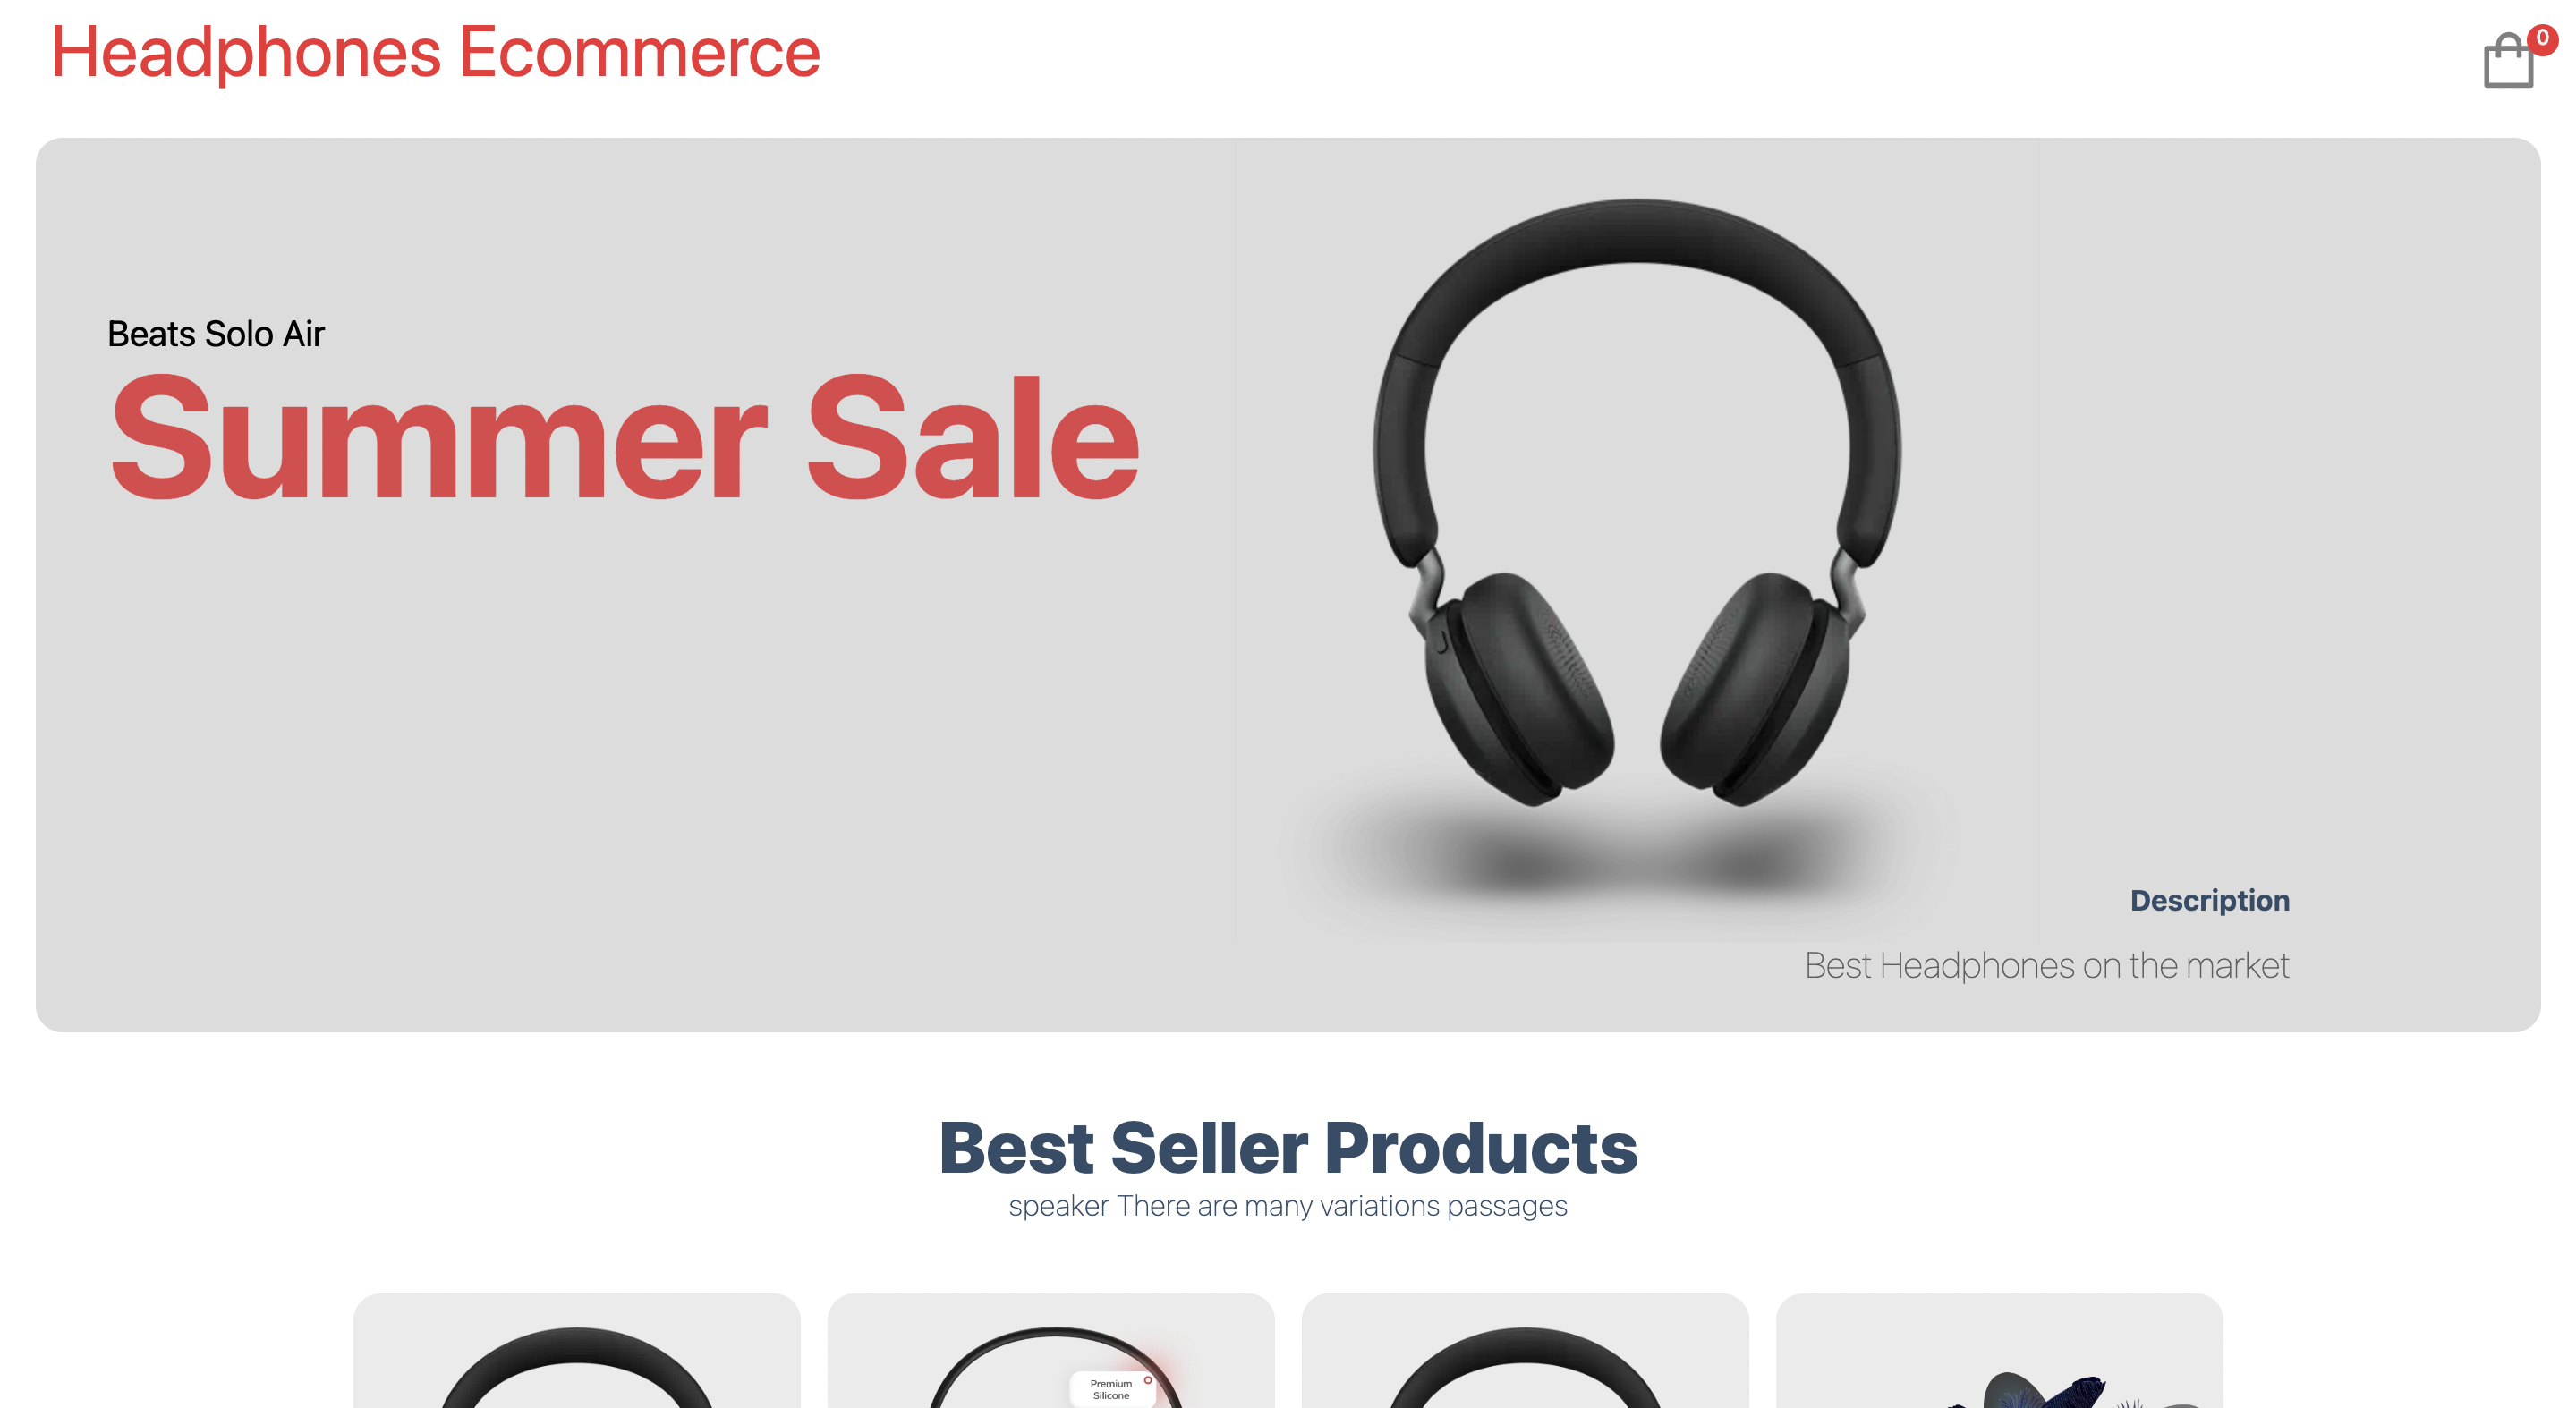 Headphones Ecommerce
0
Beats Solo Air
Summer Sale
Description
Best Headphones on the market
Best Seller Products
speaker There are many variations passages
Premium
Silicone